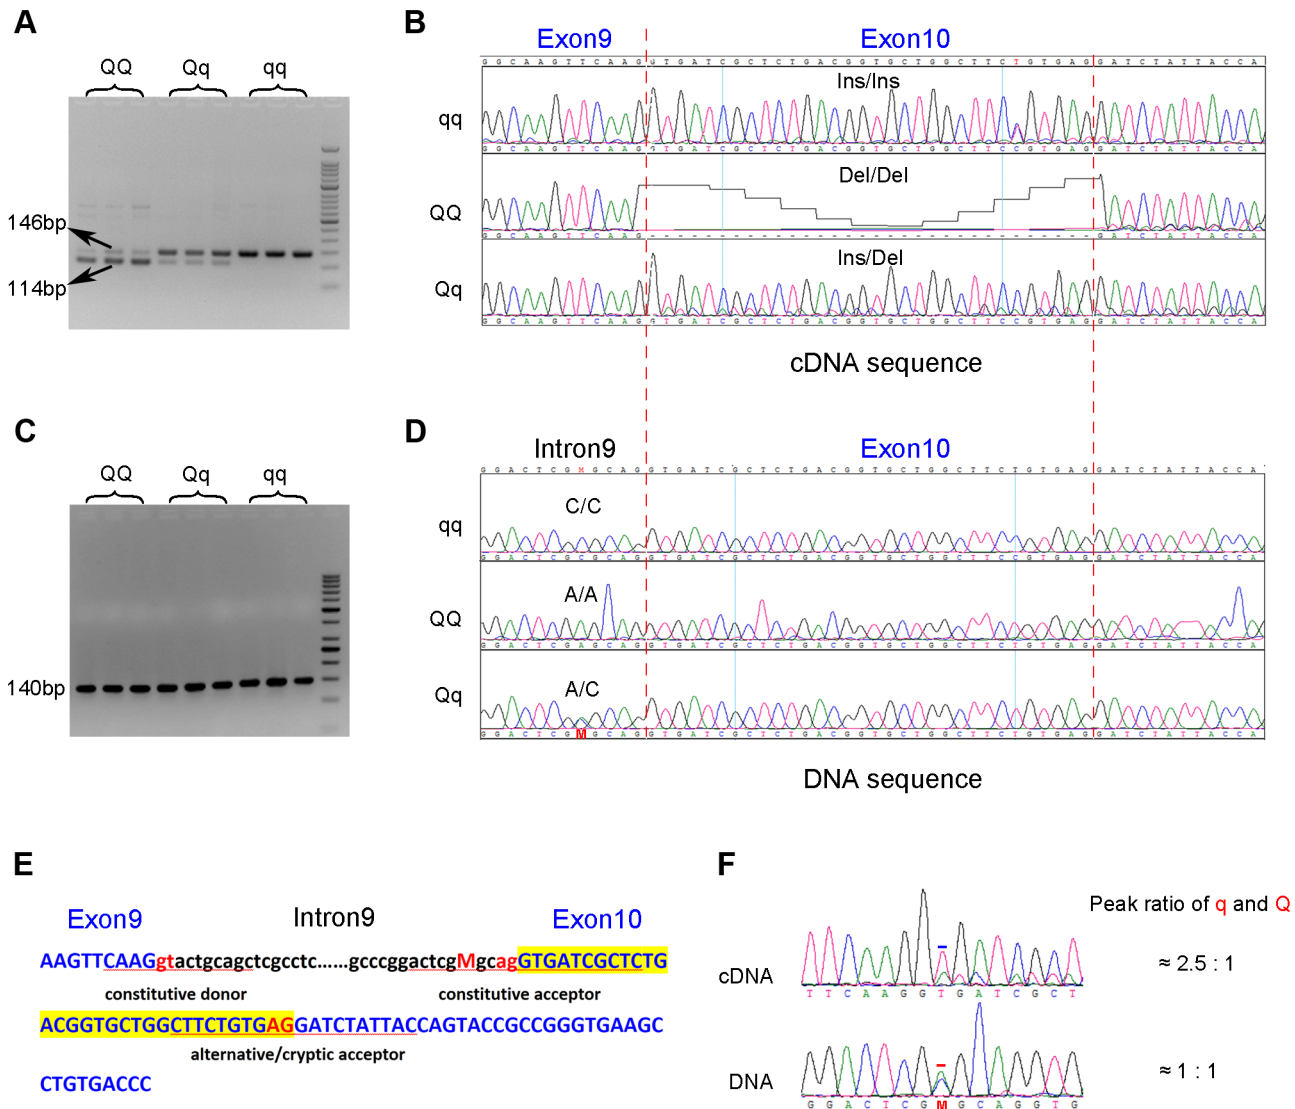 A
QQ Qq qq
146bp
114bp
B
Exon9 Exon10
G G C A A G T T C A A G G T G A T C G C T C T G A C G G T G C T G G C T T C T G T G A G G A T C T A T T A C C A
Ins/Ins
qq
G G C A A G T T C A A G G T G A T C G C T C T G A C G G T G C T G G C T T C C G T G A G G A T C T A T T A C C A
Del/Del
QQ
G G C A A G T T C A A G - - - - - - - - - - - - - - - - - - - - - - - - - - - - - - - - G A T C T A T T A C C A
Ins/Del
Qq
G G C A A G T T C A A G G T G A T C G C T C T G A C G G T G C T G G C T T C C G T G A G G A T C T A T T A C C A
cDNA sequence
C
QQ Qq qq
140bp
D
Intron9 Exon10
G G A C T C G M G C A G G T G A T C G C T C T G A C G G T G C T G G C T T C T G T G A G G A T C T A T T A C C A
C/C
qq
G G A C T C G C G C A G G T G A T C G C T C T G A C G G T G C T G G C T T C C G T G A G G A T C T A T T A C C A
A/A
QQ
G G A C T C G A G C A G G T G A T C G C T C T G A C G G T G C T G G C T T C T G T G A G G A T C T A T T A C C A
A/C
Qq
G G A C T C G M G C A G G T G A T C G C T C T G A C G G T G C T G G C T T C T G T G A G G A T C T A T T A C C A
DNA sequence
E
Exon9 Intron9 Exon10
AAGTTCAAGgtactgcagctcgcctc......gcccggactcgMgcagGTGATCGCTCTG
constitutive donor constitutive acceptor
ACGGTGCTGGCTTCTGTGAGGATCTATTACCAGTACCGCCGGGTGAAGC
alternative/cryptic acceptor
CTGTGACCC
F
Peak ratio of q and Q
cDNA
≈ 2.5 : 1
T T C A A G G T G A T C G C T
DNA
≈ 1 : 1
G G A C T C G M G C A G G T G